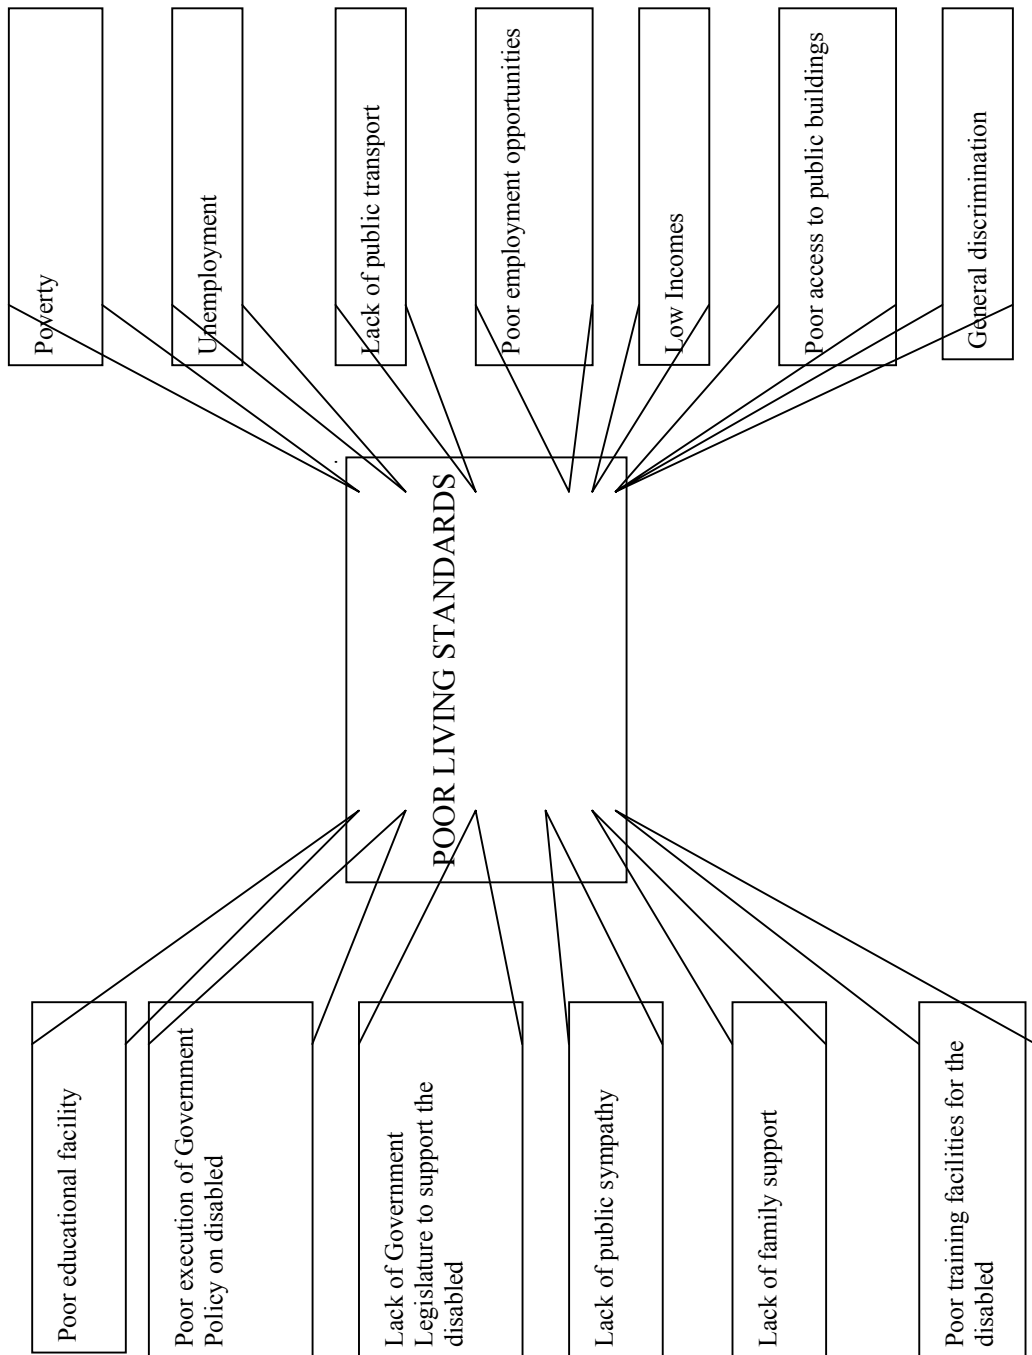 Poor educational facility
Poor execution of Government
Policy on disabled
Lack of Government
Legislature to support the
disabled
Lack of public sympathy
Lack of family support
Poor training facilities for the
disabled
POOR LIVING STANDARDS
Poverty
Unemployment
Lack of public transport
Poor employment opportunities
Low Incomes
Poor access to public buildings
General discrimination